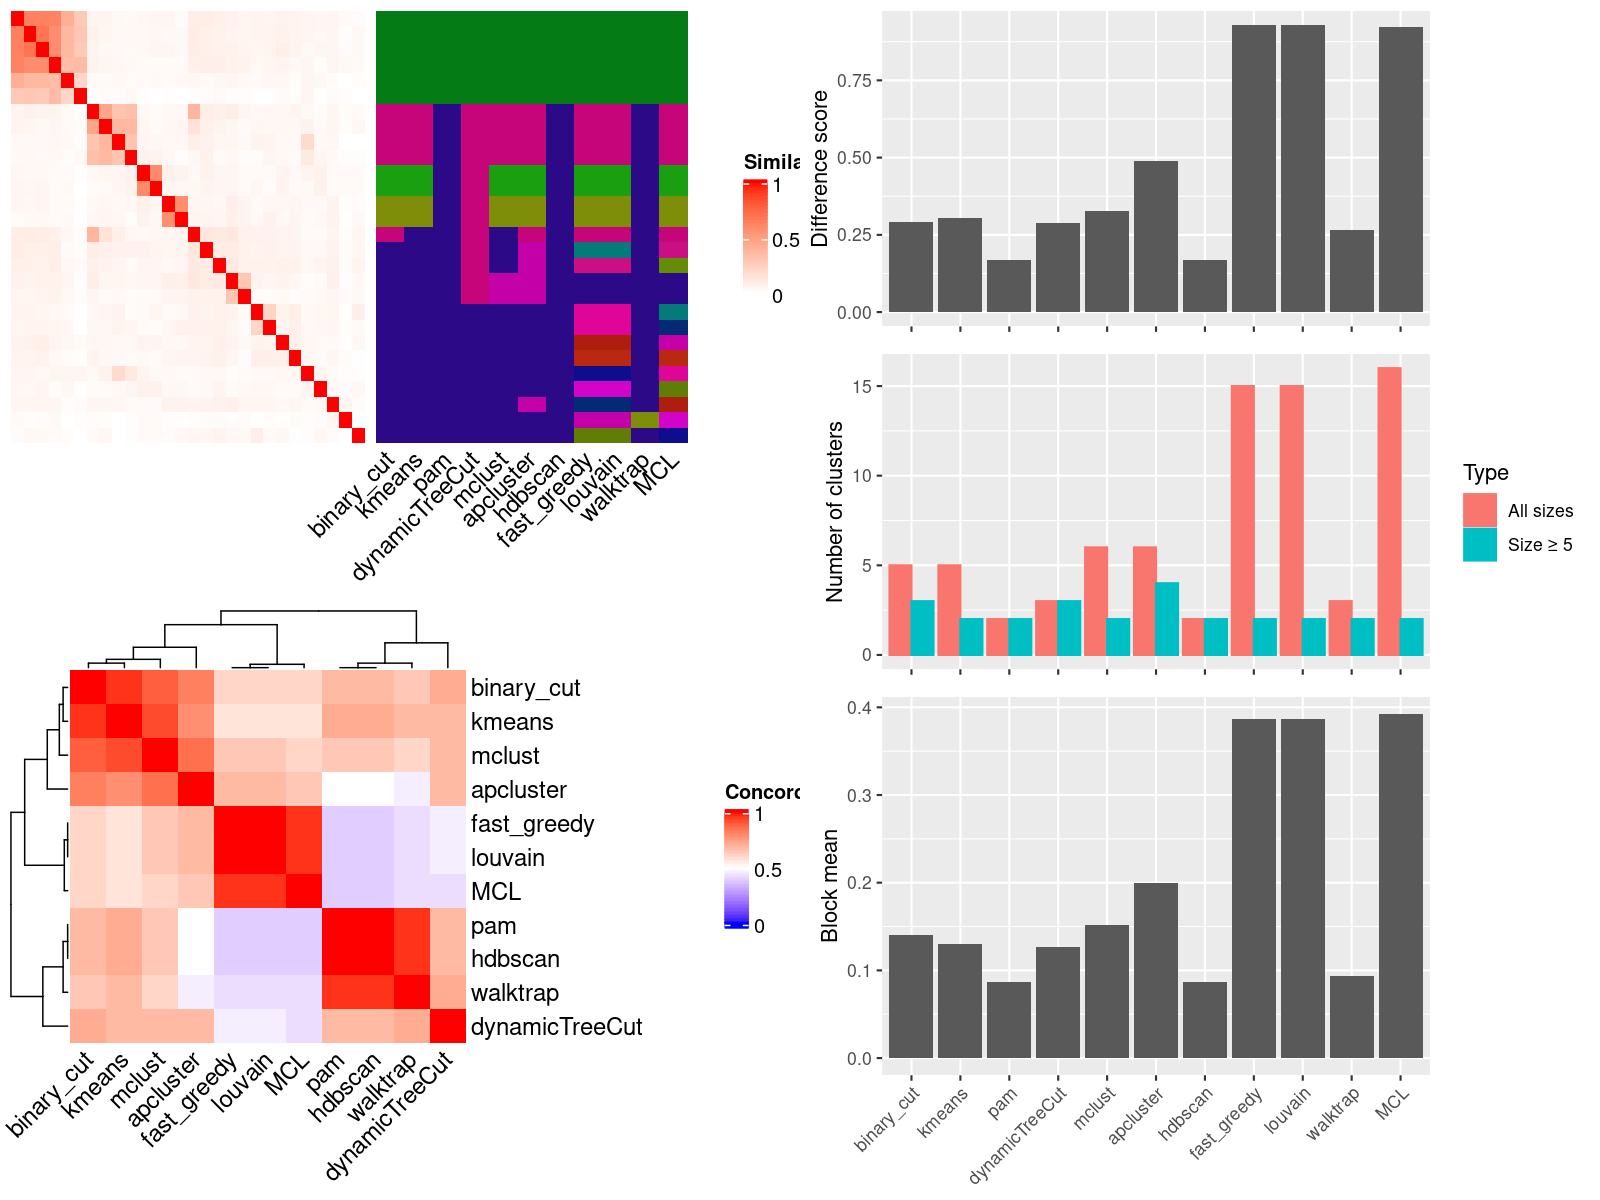 Simila
1
0.5
0
binary_cut
kmeans
pam
dynamicTreeCut
mclust
apcluster
hdbscan
fast_greedy
louvain
walktrap
MCL
binary_cut
kmeans
mclust
apcluster
fast_greedy
louvain
MCL
pam
hdbscan
walktrap
dynamicTreeCut
Concord
1
0.5
0
binary_cut
kmeans
mclust
apcluster
fast_greedy
louvain
MCL
pam
hdbscan
walktrap
dynamicTreeCut
Difference score
0.75
0.50
0.25
0.00
Number of clusters
15
10
5
0
Type
All sizes
Size ≥ 5
Block mean
0.4
0.3
0.2
0.1
0.0
binary_cut
kmeans
pam
dynamicTreeCut
mclust
apcluster
hdbscan
fast_greedy
louvain
walktrap
MCL